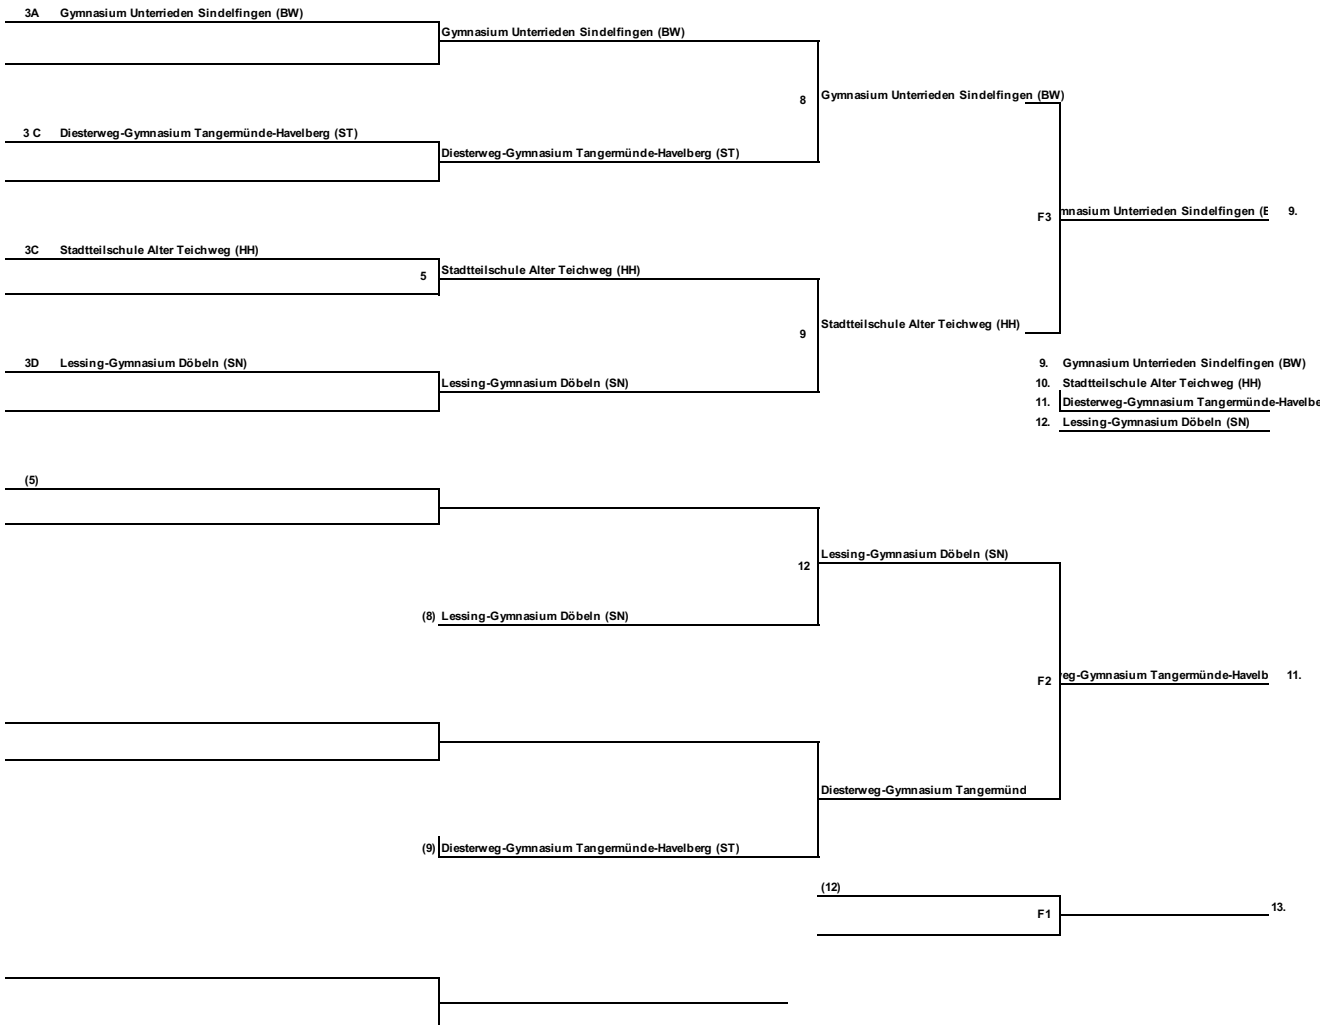 3A Gymnasium Unterrieden Sindelfingen (BW)
Gymnasium Unterrieden Sindelfingen (BW)
8 Gymnasium Unterrieden Sindelfingen (BW)
3 C Diesterweg-Gymnasium Tangermünde-Havelberg (ST)
Diesterweg-Gymnasium Tangermünde-Havelberg (ST)
F3 mnasium Unterrieden Sindelfingen (E 9.
3C Stadtteilschule Alter Teichweg (HH)
5 Stadtteilschule Alter Teichweg (HH)
9 Stadtteilschule Alter Teichweg (HH)
3D Lessing-Gymnasium Döbeln (SN)
Lessing-Gymnasium Döbeln (SN)
9. Gymnasium Unterrieden Sindelfingen (BW)
10. Stadtteilschule Alter Teichweg (HH)
11. Diesterweg-Gymnasium Tangermünde-Havelbe
12. Lessing-Gymnasium Döbeln (SN)
(5)
12 Lessing-Gymnasium Döbeln (SN)
(8) Lessing-Gymnasium Döbeln (SN)
F2 eg-Gymnasium Tangermünde-Havelb 11.
Diesterweg-Gymnasium Tangermünd
(9) Diesterweg-Gymnasium Tangermünde-Havelberg (ST)
(12)
F1 13.